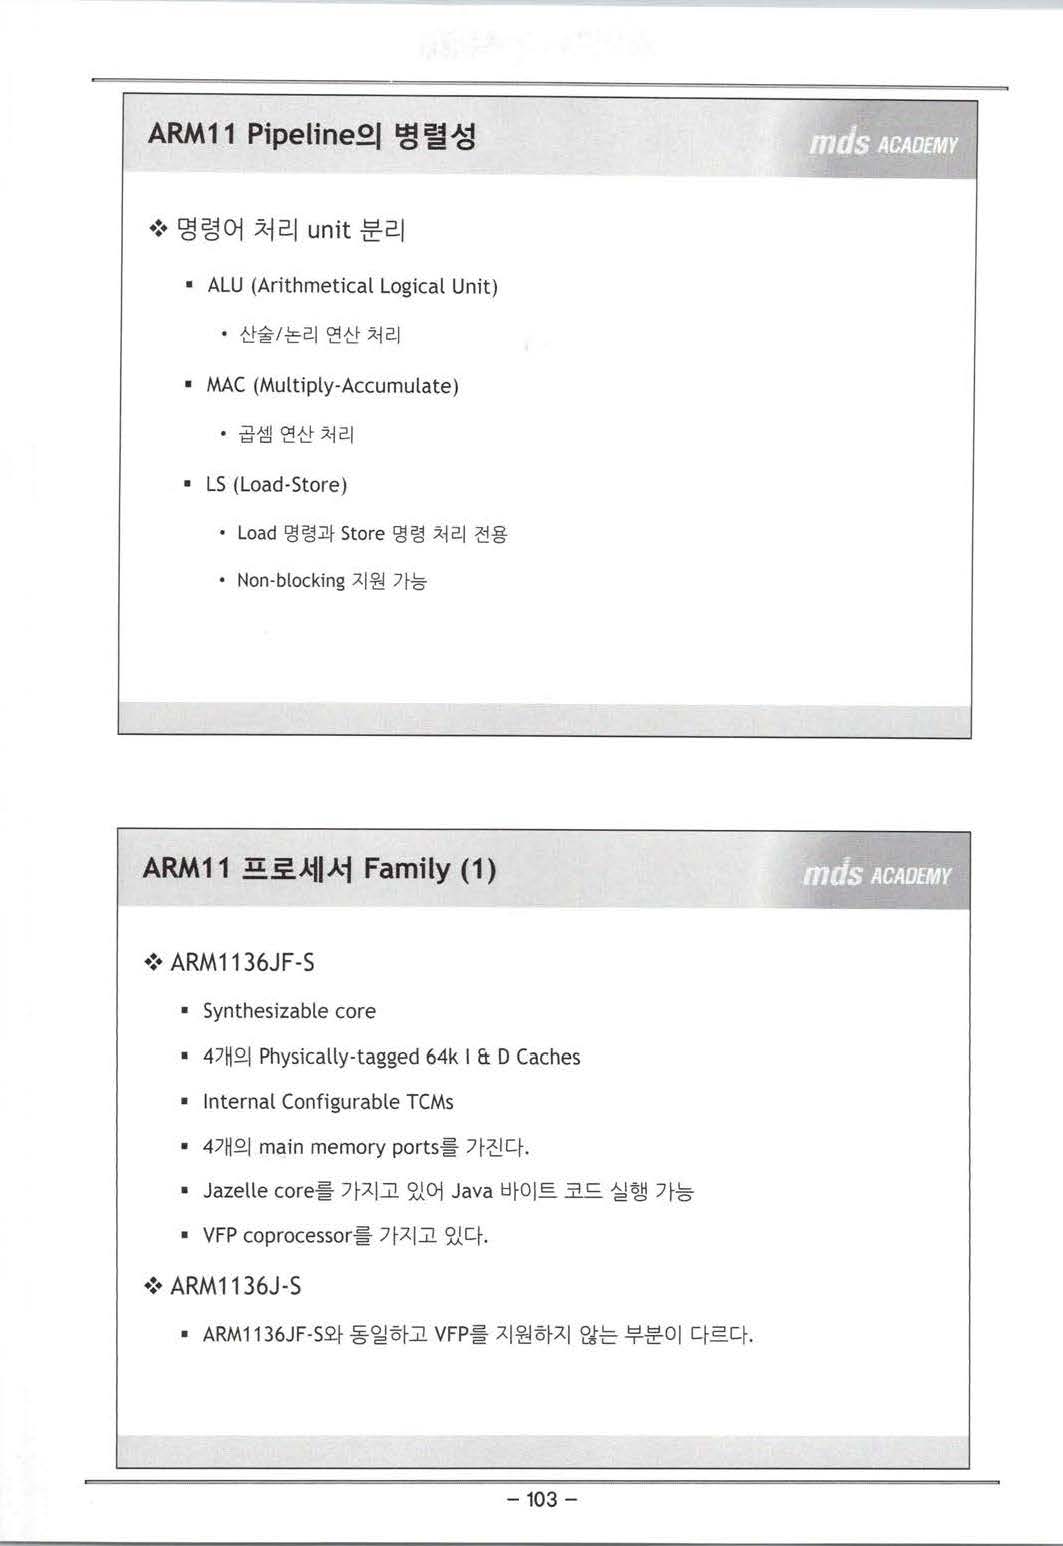 ARM11 Pipeline의 병렬성
mds ACADEMY
❖ 명령어 처리 unit 분리
▪ ALU (Arithmetical Logical Unit)
• 산술/논리 연산 처리
▪ MAC (Multiply-Accumulate)
• 곱셈 연산 처리
▪ LS (Load-Store)
• Load 명령과 Store 명령 처리 전용
• Non-blocking 지원 가능
ARM11 프로세서 Family (1)
mds ACADEMY
❖ ARM1136JF-S
▪ Synthesizable core
▪ 4개의 Physically-tagged 64k I & D Caches
▪ Internal Configurable TCMs
▪ 4개의 main memory ports를 가진다.
▪ Jazelle core를 가지고 있어 Java 바이트 코드 실행 가능
▪ VFP coprocessor를 가지고 있다.
❖ ARM1136J-S
▪ ARM1136JF-S와 동일하고 VFP를 지원하지 않는 부분이 다르다.
- 103 -